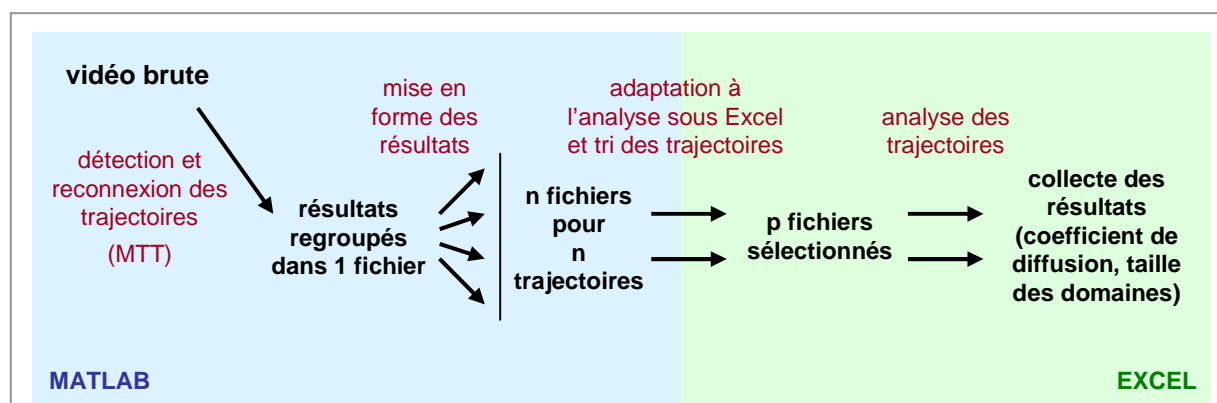 vidéo brute
détection et
reconnexion des
trajectoires
(MTT)
résultats
regroupés
dans 1 fichier
mise en
forme des
résultats
n fichiers
pour
n
trajectoires
adaptation à
l'analyse sous Excel
et tri des trajectoires
p fichiers
sélectionnés
analyse des
trajectoires
collecte des
résultats
(coefficient de
diffusion, taille
des domaines)
MATLAB
EXCEL